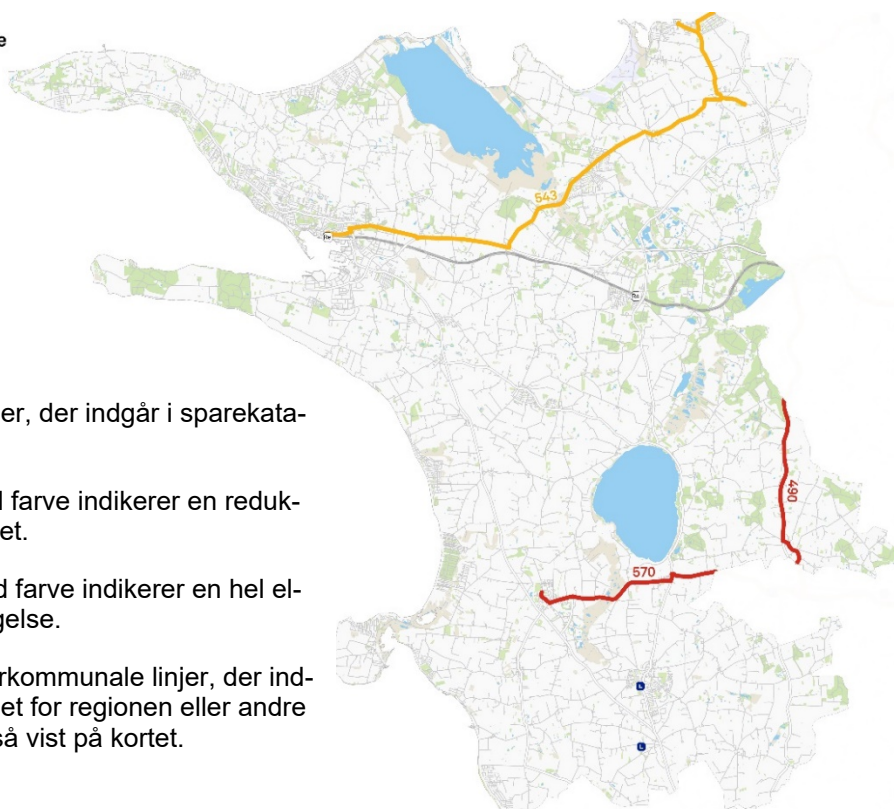 e
543
er, der indgår i sparekata-
490
d farve indikerer en reduk-
et.
570
d farve indikerer en hel el-
gelse.
rkommunale linjer, der ind-
et for regionen eller andre
så vist på kortet.